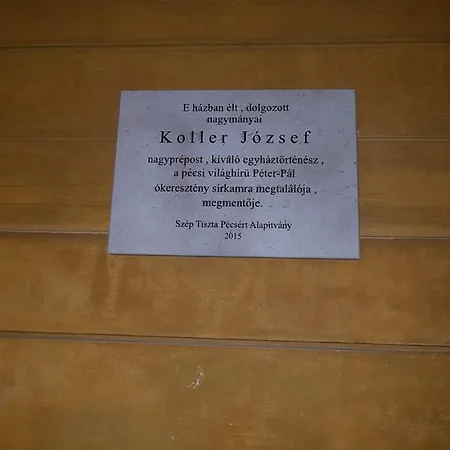 E házban élt , dolgozott
nagymányai
Koller József
nagyprépost , kíváló egyháztörténész ,
a pécsi világhírű Péter-Pál
ókeresztény sírkamra megtalálója ,
megmentője.
Szép Tiszta Pécsért Alapítvány
2015